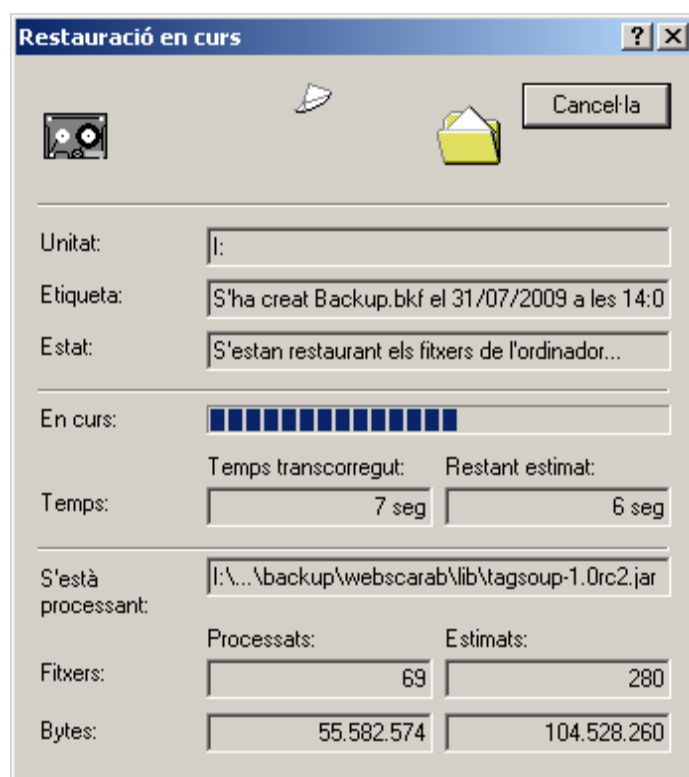 Restauració en curs
Cancel·la
Unitat: I:
Etiqueta: S'ha creat Backup.bkf el 31/07/2009 a les 14:0
Estat: S'estan restaurant els fitxers de l'ordinador...
En curs:
Temps transcorregut: Restant estimat:
Temps: 7 seg 6 seg
S'està processant: I:\...\backup\webscarab\lib\tagsoup-1.0rc2.jar
Processats: Estimats:
Fitxers: 69 280
Bytes: 55.582.574 104.528.260